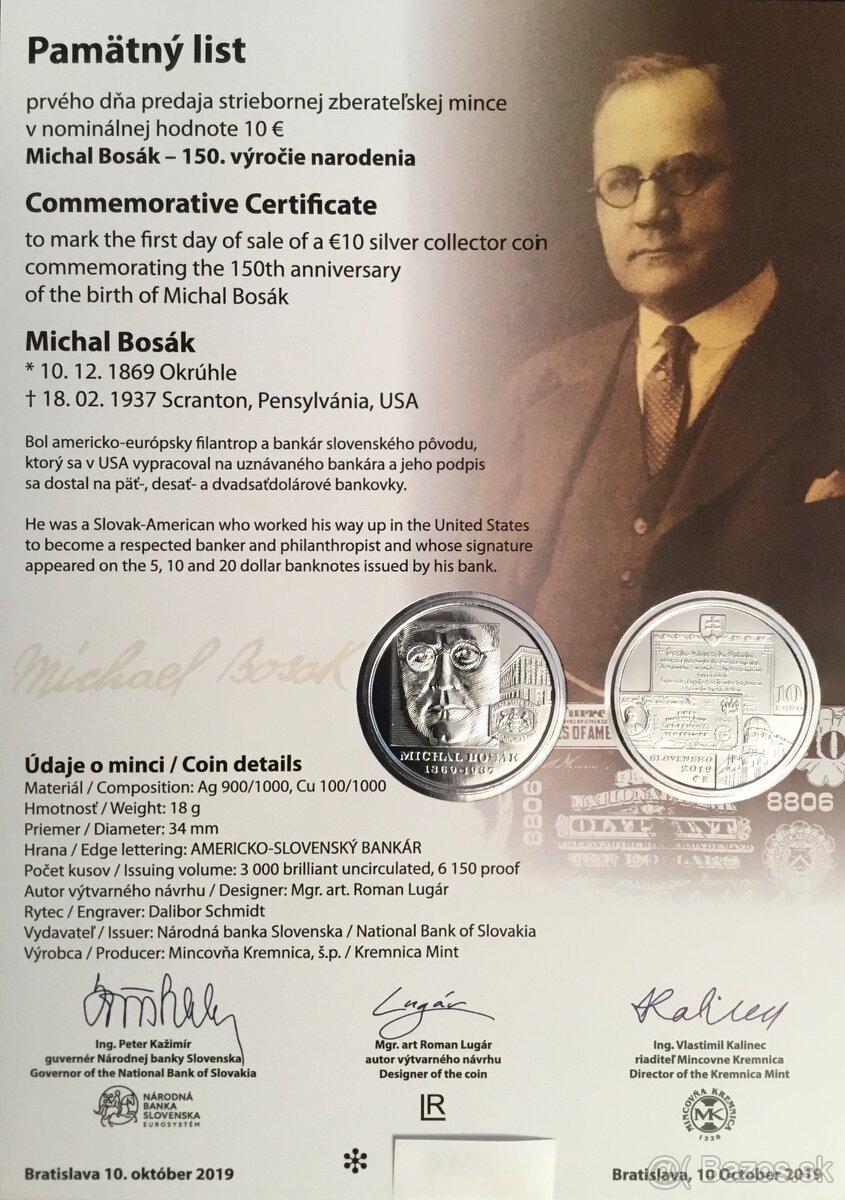 Pamätný list
prvého dňa predaja striebornej zberateľskej mince
v nominálnej hodnote 10 €
Michal Bosák – 150. výročie narodenia
Commemorative Certificate
to mark the first day of sale of a €10 silver collector coin
commemorating the 150th anniversary
of the birth of Michal Bosák
Michal Bosák
* 10. 12. 1869 Okrúhle
† 18. 02. 1937 Scranton, Pensylvánia, USA
Bol americko-európsky filantrop a bankár slovenského pôvodu,
ktorý sa v USA vypracoval na uznávaného bankára a jeho podpis
sa dostal na päť-, desať- a dvadsaťdolárové bankovky.
He was a Slovak-American who worked his way up in the United States
to become a respected banker and philanthropist and whose signature
appeared on the 5, 10 and 20 dollar banknotes issued by his bank.
Michael Bosak
MICHAL BOSÁK
1869–1937
10
EURO
SLOVENSKO
2019
S OF AME
8806
8806
NATIONAL BANK
TEN DOLLARS
Údaje o minci / Coin details
Materiál / Composition: Ag 900/1000, Cu 100/1000
Hmotnosť / Weight: 18 g
Priemer / Diameter: 34 mm
Hrana / Edge lettering: AMERICKO-SLOVENSKÝ BANKÁR
Počet kusov / Issuing volume: 3 000 brilliant uncirculated, 6 150 proof
Autor výtvarného návrhu / Designer: Mgr. art. Roman Lugár
Rytec / Engraver: Dalibor Schmidt
Vydavateľ / Issuer: Národná banka Slovenska / National Bank of Slovakia
Výrobca / Producer: Mincovňa Kremnica, š.p. / Kremnica Mint
Lugár
Kalinec
Ing. Peter Kažimír
guvernér Národnej banky Slovenska
Governor of the National Bank of Slovakia
Mgr. art Roman Lugár
autor výtvarného návrhu
Designer of the coin
Ing. Vlastimil Kalinec
riaditeľ Mincovne Kremnica
Director of the Kremnica Mint
NÁRODNÁ
BANKA
SLOVENSKA
EUROSYSTÉM
LR
MINCOVŇA KREMNICA
MK
1328
Bratislava 10. október 2019
Bratislava, 10 October 2019
Bazos.sk